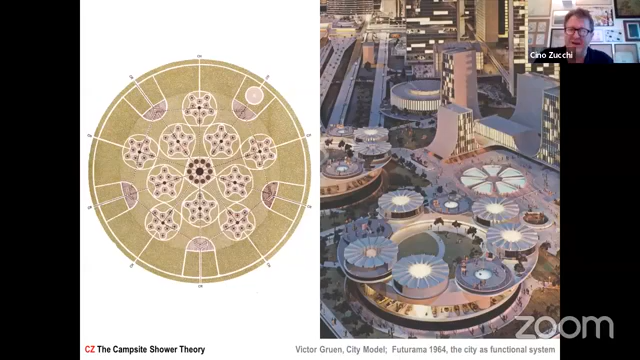 Cino Zucchi
zoom
CZ The Campsite Shower Theory
Victor Gruen, City Model; Futurama 1964, the city as functional system